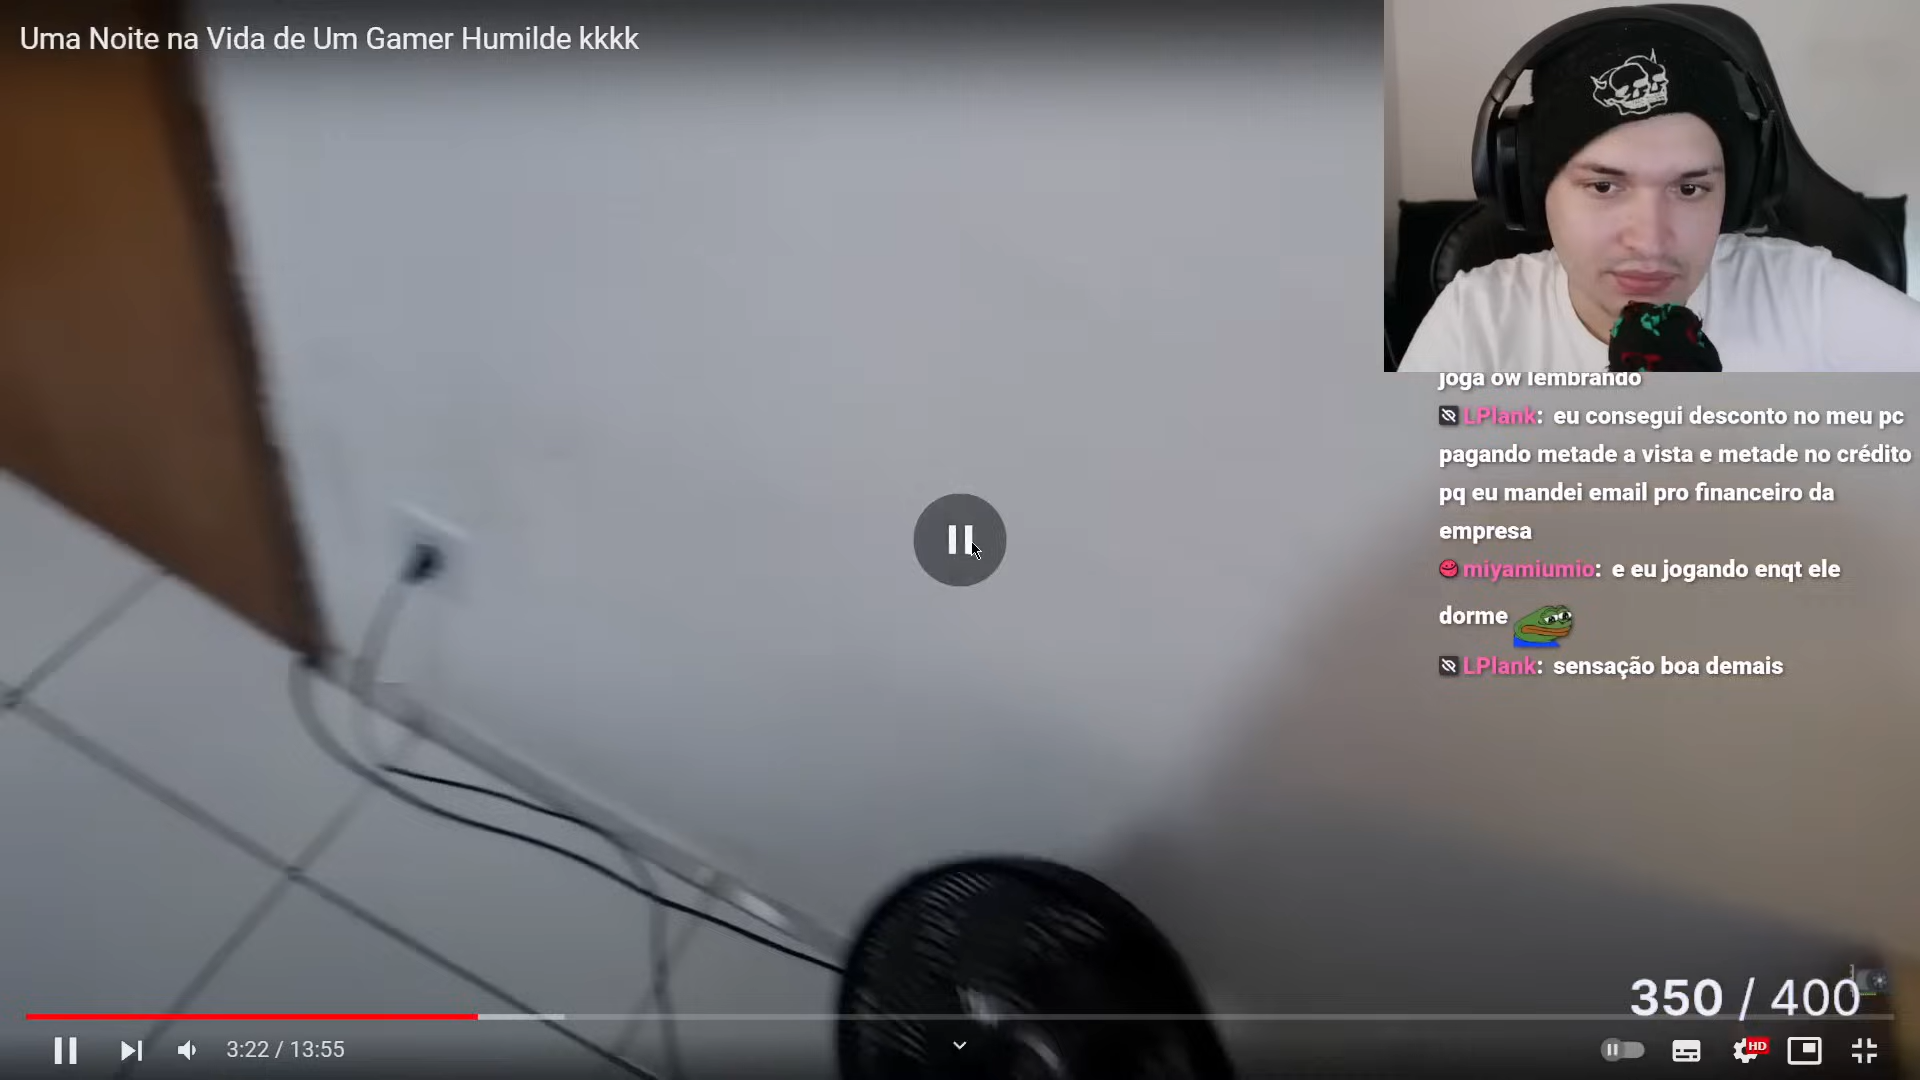 Uma Noite na Vida de Um Gamer Humilde kkkk
joga ow lembrando
LPlank: eu consegui desconto no meu pc
pagando metade a vista e metade no crédito
pq eu mandei email pro financeiro da
empresa
miyamiumio: e eu jogando enqt ele
dorme
LPlank: sensação boa demais
350 / 400
3:22 / 13:55
HD